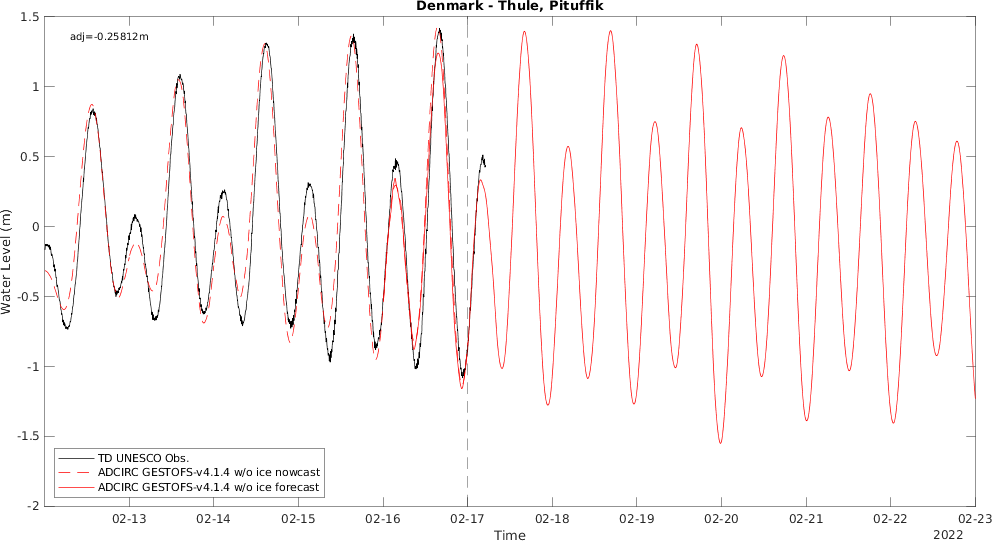 Denmark - Thule, Pituffik
adj=-0.25812m
1.5
1
0.5
0
-0.5
-1
-1.5
-2
Water Level (m)
TD UNESCO Obs.
ADCIRC GESTOFS-v4.1.4 w/o ice nowcast
ADCIRC GESTOFS-v4.1.4 w/o ice forecast
02-13 02-14 02-15 02-16 02-17 02-18 02-19 02-20 02-21 02-22 02-23
Time
2022